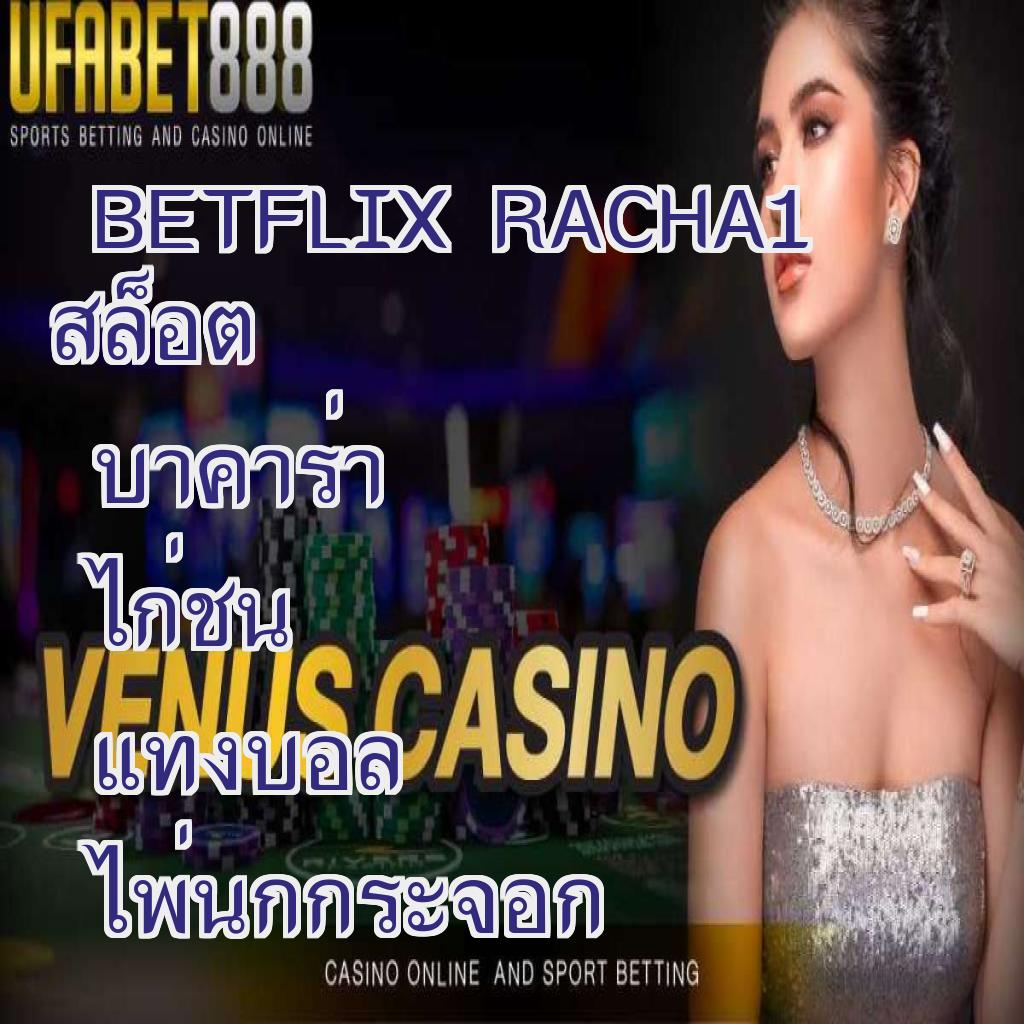 UFABET888
SPORTS BETTING AND CASINO ONLINE
BETFLIX RACHA1
สล็อต
บาคาร่า
ไก่ชน
VENUS CASINO
แทงบอล
ไพ่นกกระจอก
CASINO ONLINE AND SPORT BETTING